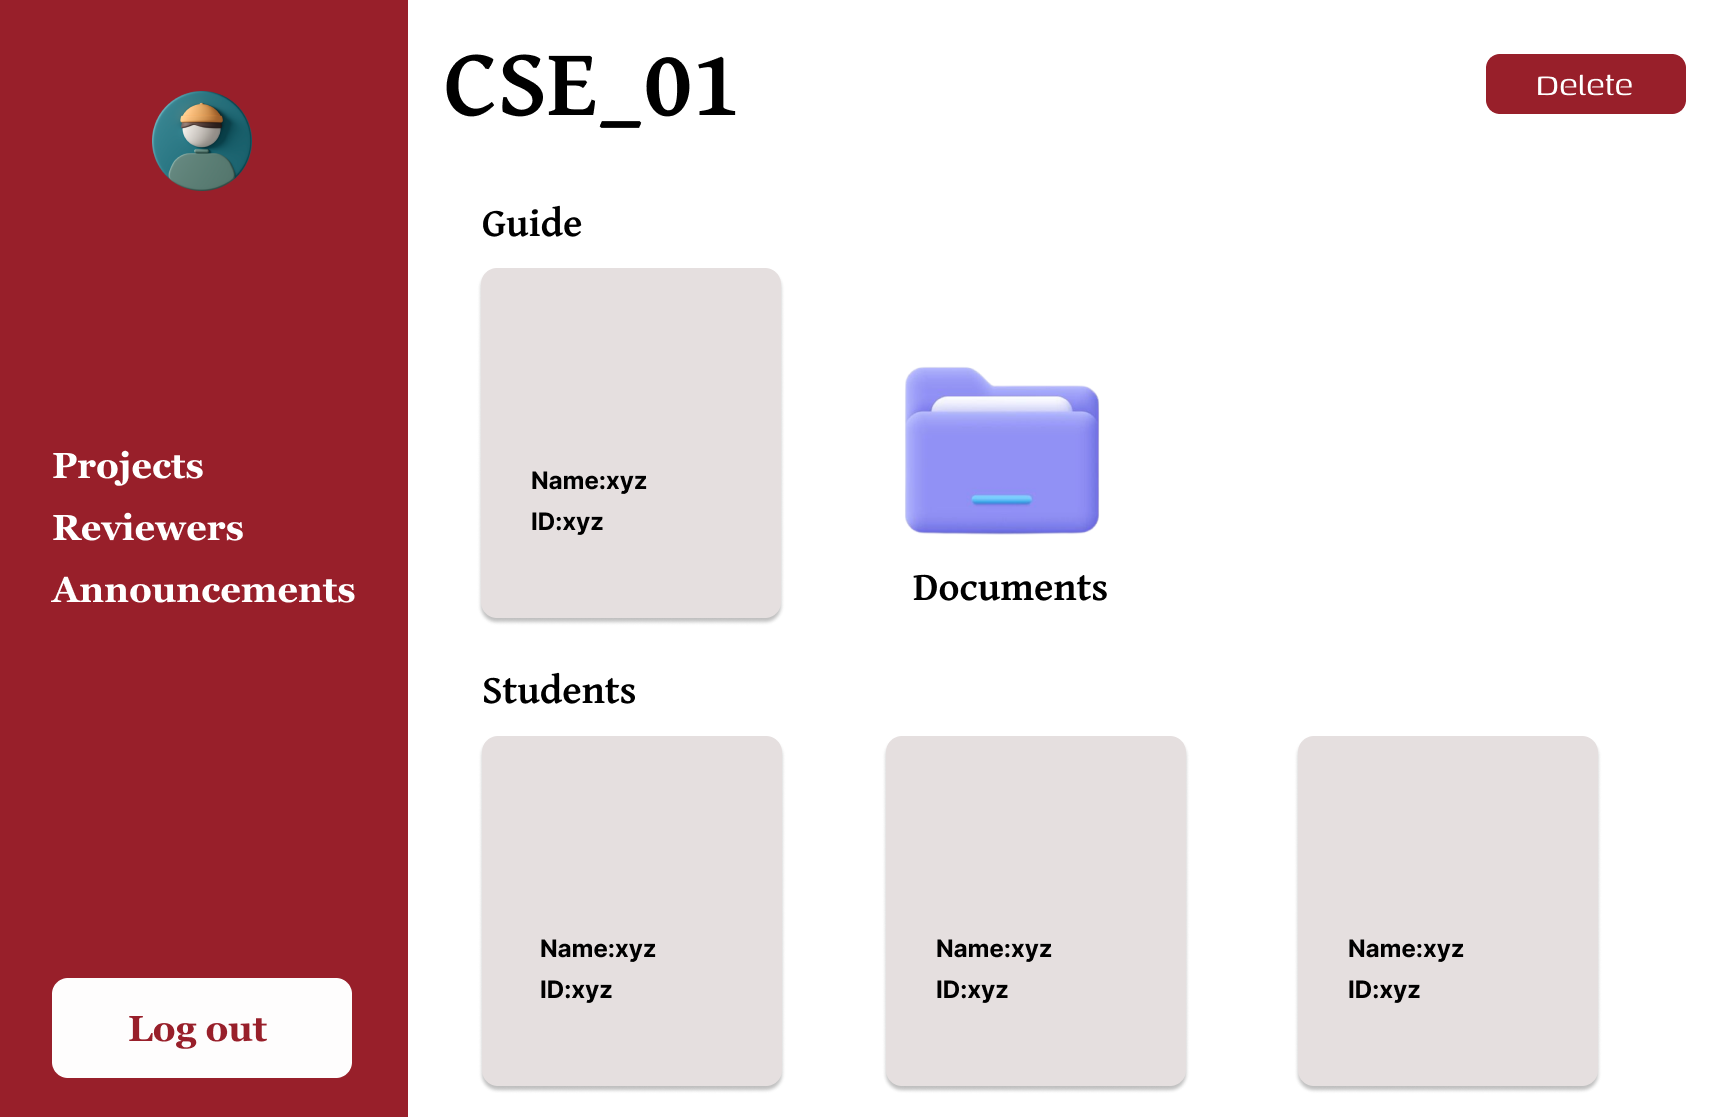 Projects
Reviewers
Announcements
Log out
CSE_01
Delete
Guide
Name:xyz
ID:xyz
Documents
Students
Name:xyz
ID:xyz
Name:xyz
ID:xyz
Name:xyz
ID:xyz